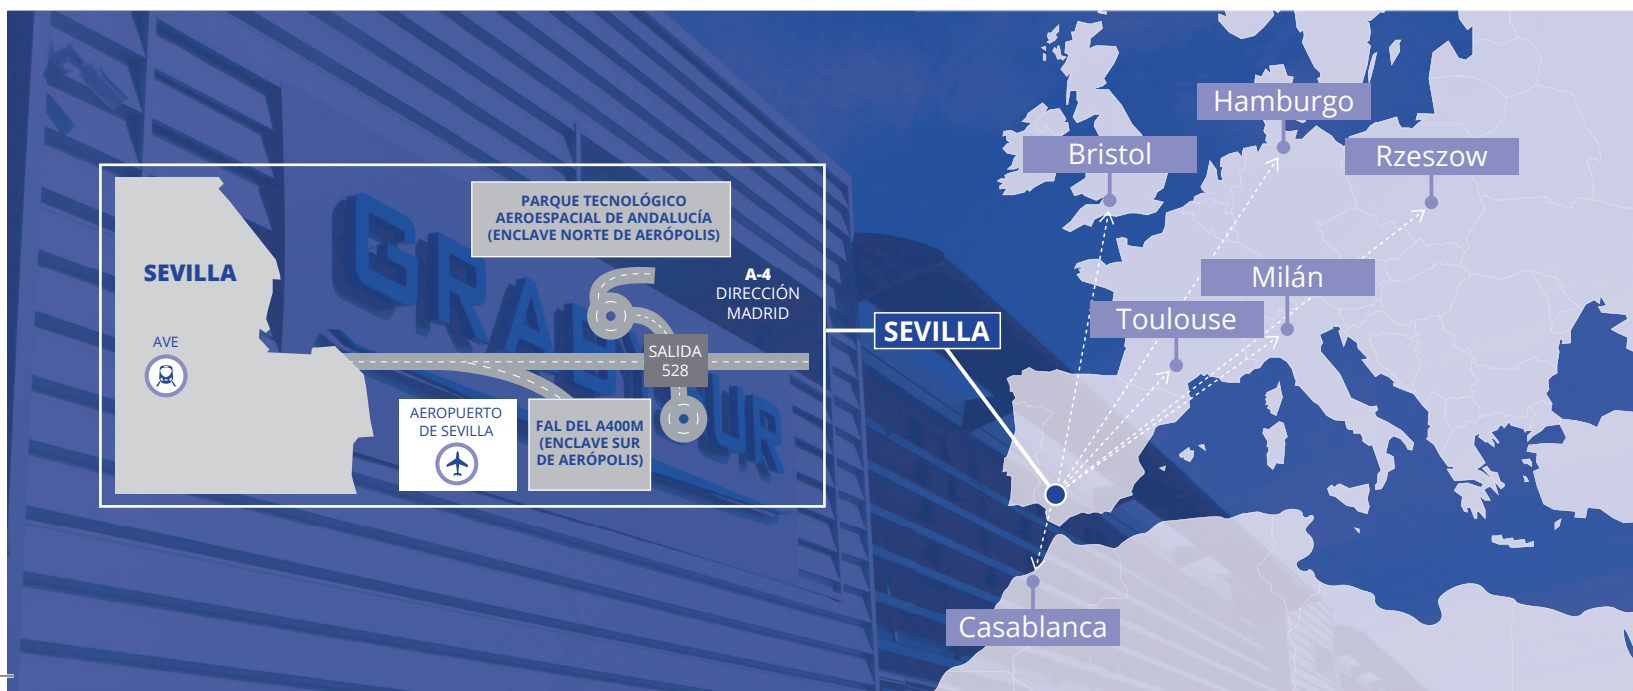 SEVILLA
AVE
PARQUE TECNOLÓGICO
AEROESPACIAL DE ANDALUCÍA
(ENCLAVE NORTE DE AERÓPOLIS)
A-4
DIRECCIÓN
MADRID
SALIDA
528
AEROPUERTO
DE SEVILLA
FAL DEL A400M
(ENCLAVE SUR
DE AERÓPOLIS)
SEVILLA
Hamburgo
Bristol
Rzeszow
Milán
Toulouse
Casablanca